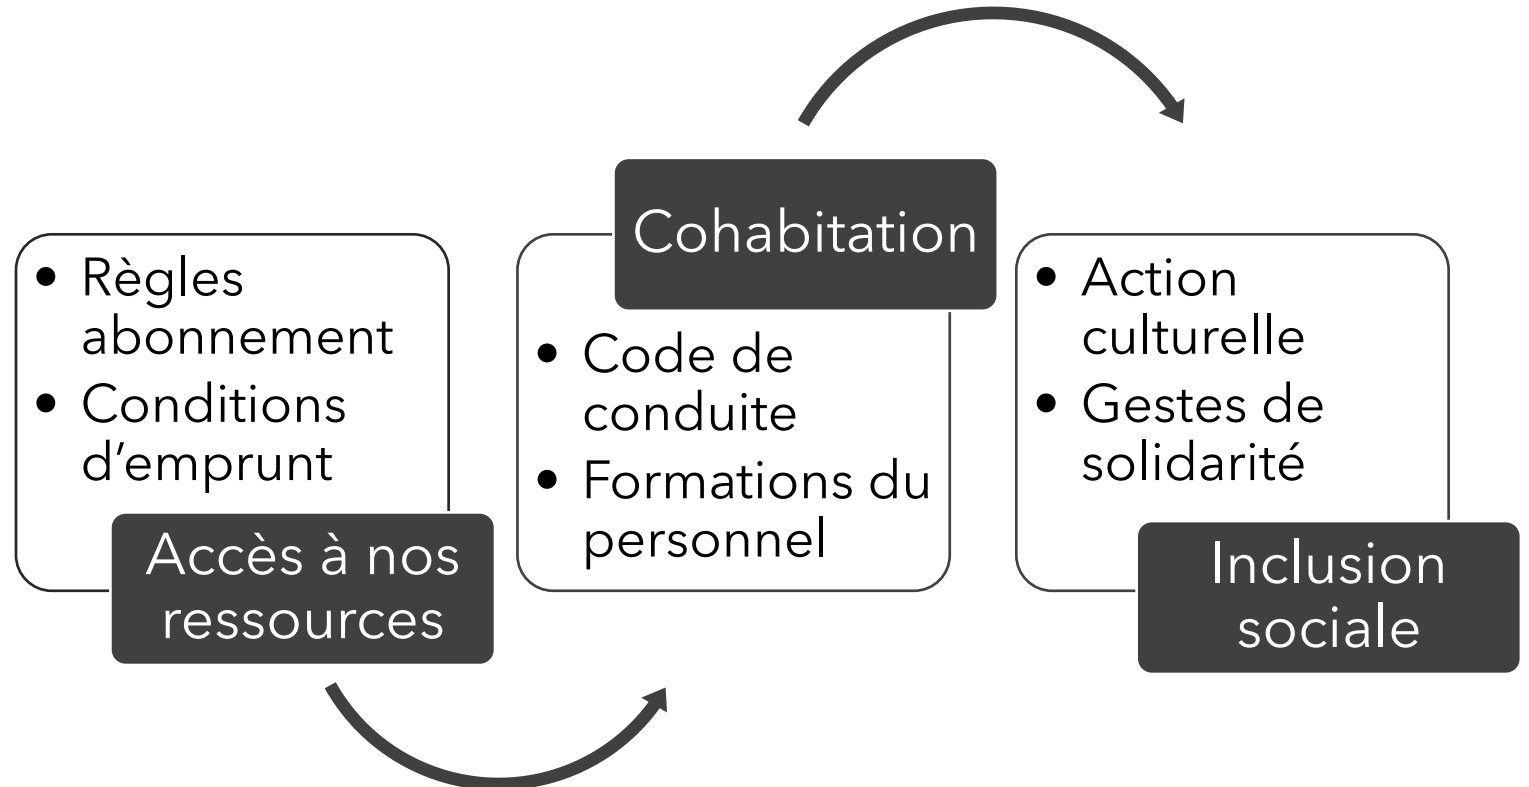 • Règles
abonnement
• Conditions
d’emprunt
Accès à nos
ressources
Cohabitation
• Code de
conduite
• Formations du
personnel
• Action
culturelle
• Gestes de
solidarité
Inclusion
sociale